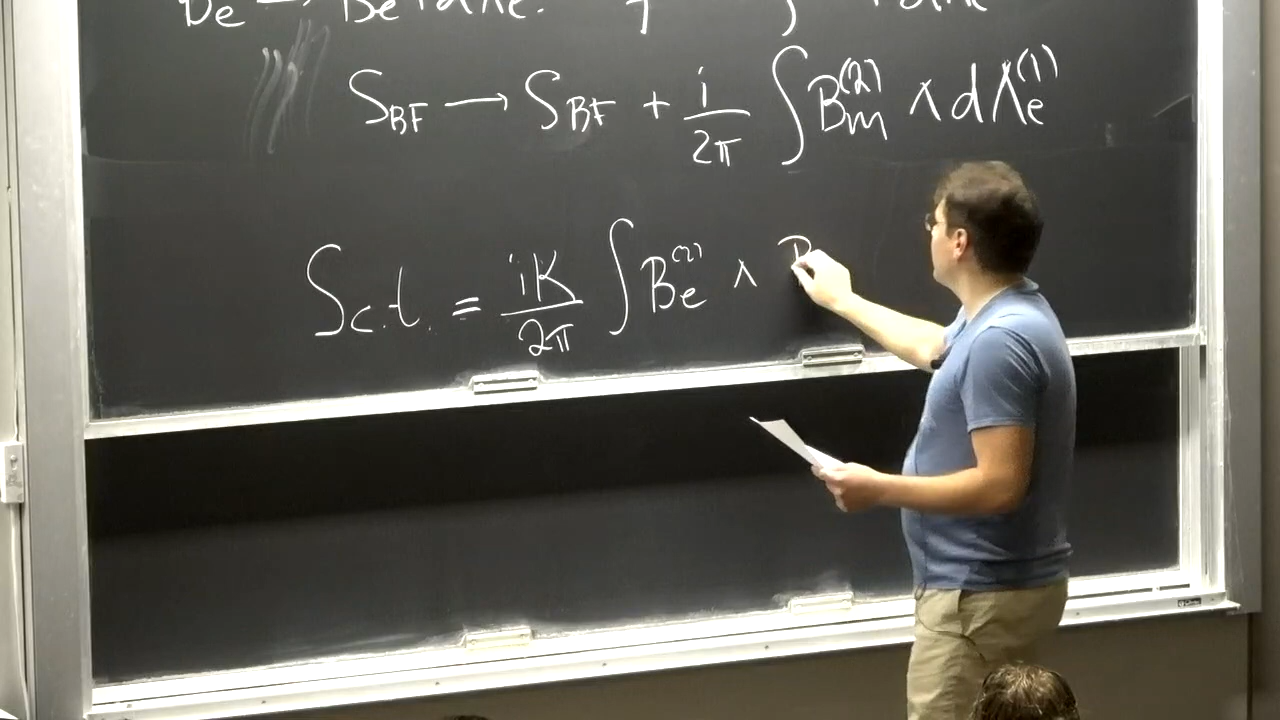 S_BF → S_BF + i/2π ∫ B_m^(2) ∧ dΛ_e^(1)
S_c.t. = iK/2π ∫ B_e^(2) ∧ B